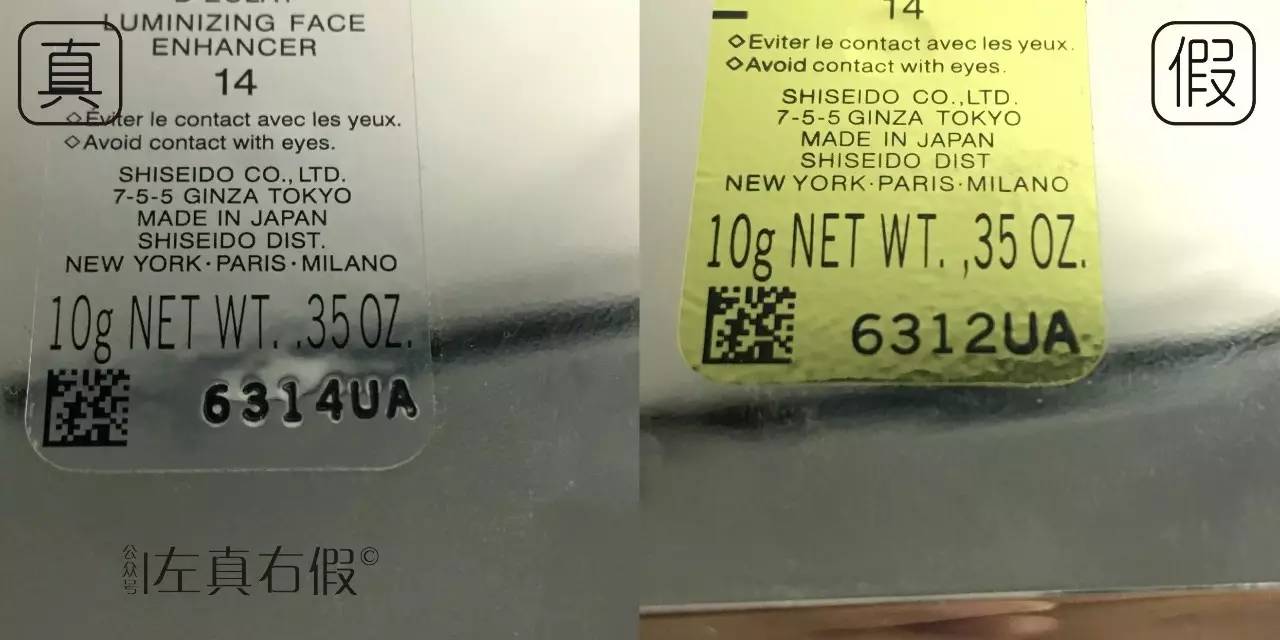 真
LUMINIZING FACE
ENHANCER
14
◇Eviter le contact avec les yeux.
◇Avoid contact with eyes.
SHISEIDO CO.,LTD.
7-5-5 GINZA TOKYO
MADE IN JAPAN
SHISEIDO DIST.
NEW YORK·PARIS·MILANO
10g NET WT. .35 OZ.
6314UA
公众号
左真右假©
假
14
◇Eviter le contact avec les yeux.
◇Avoid contact with eyes.
SHISEIDO CO.,LTD.
7-5-5 GINZA TOKYO
MADE IN JAPAN
SHISEIDO DIST
NEW YORK·PARIS·MILANO
10g NET WT. ,35 OZ.
6312UA